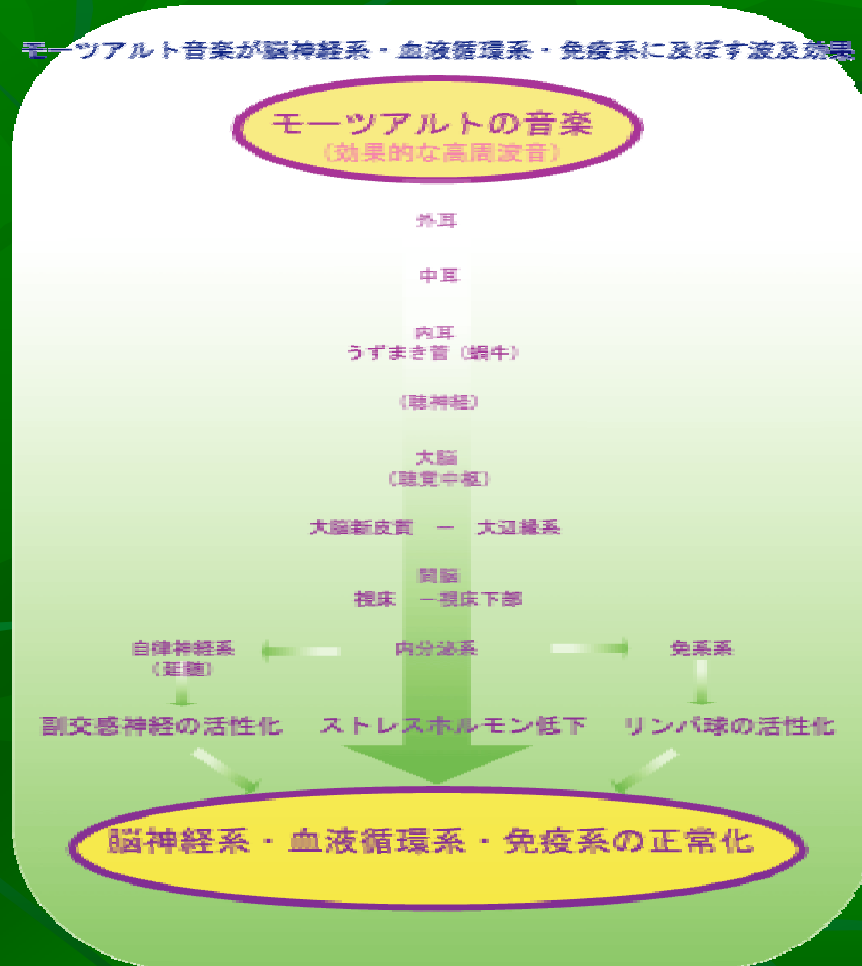 モーツアルト音楽が脳神経系・血液循環系・免疫系に及ぼす波及効果
モーツアルトの音楽
（効果的な高周波音）
外耳
中耳
内耳
うずまき管（蝸牛）
（聴神経）
大脳
（聴覚中枢）
大脳新皮質　ー　大辺縁系
間脳
視床　ー視床下部
自律神経系　内分泌系　免系系
（延髄）
副交感神経の活性化　ストレスホルモン低下　リンパ球の活性化
脳神経系・血液循環系・免疫系の正常化